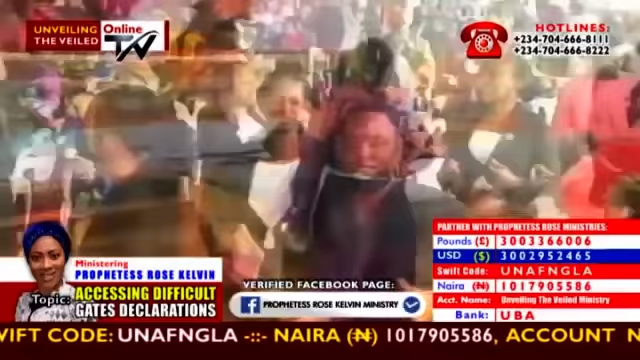 UNVEILING
THE VEILED
Online
TV
HOTLINES:
+234-704-666-8111
+234-704-666-8222
PARTNER WITH PROPHETESS ROSE MINISTRIES:
Pounds (£) 3003366006
USD ($) 3002952465
Swift Code: UNAFNGLA
Naira (₦) 1017905586
Acct. Name: Unveiling The Veiled Ministry
Bank: UBA
Ministering
PROPHETESS ROSE KELVIN
Topic: ACCESSING DIFFICULT
GATES DECLARATIONS
VERIFIED FACEBOOK PAGE:
f PROPHETESS ROSE KELVIN MINISTRY
WIFT CODE: UNAFNGLA -::- NAIRA (₦) 1017905586, ACCOUNT N